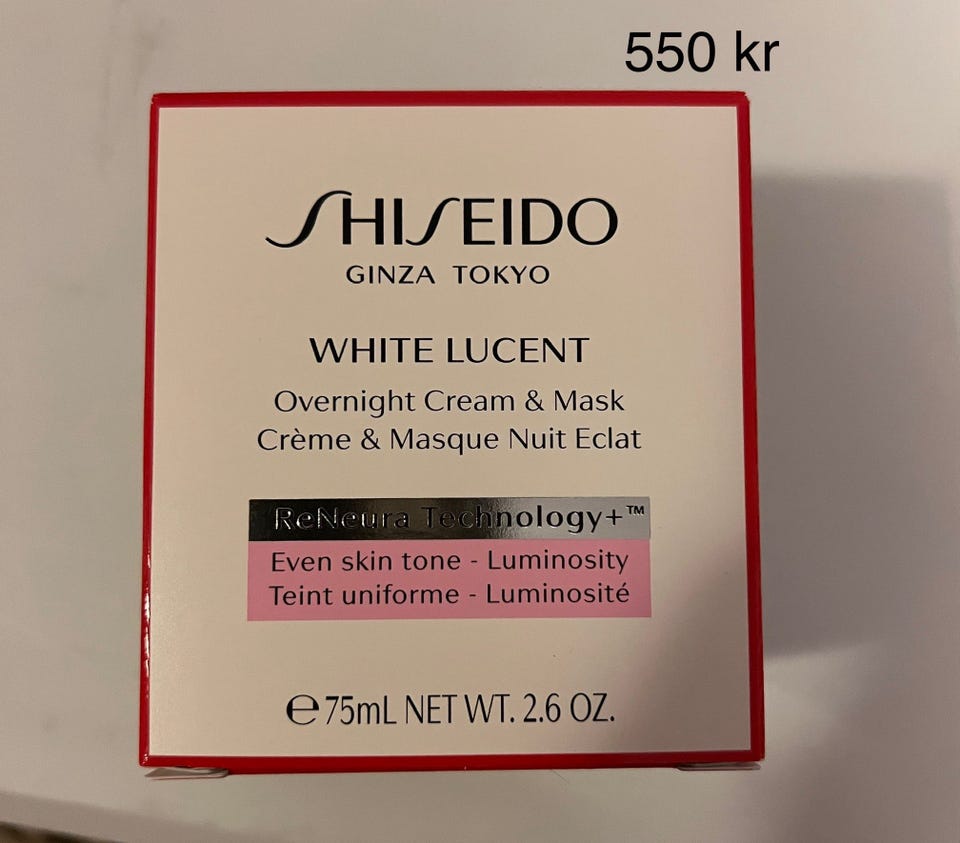 550 kr
SHISEIDO
GINZA TOKYO
WHITE LUCENT
Overnight Cream & Mask
Crème & Masque Nuit Eclat
ReNeura Technology+™
Even skin tone - Luminosity
Teint uniforme - Luminosité
℮75mL NET WT. 2.6 OZ.